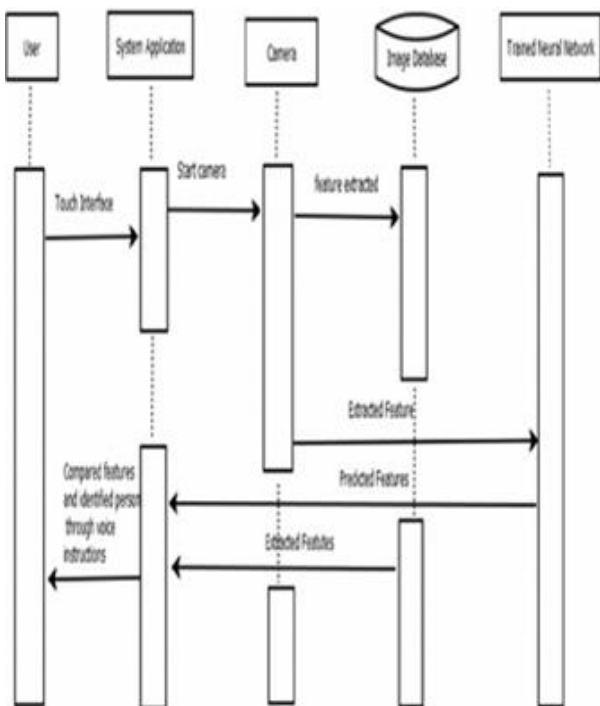 User
System Application
Camera
Image Database
Trained Neural Network
Touch Interface
Start camera
feature extracted
Extracted Feature
Predicted Features
Compared features
and identified person
through voice
instructions
Extracted Featutes